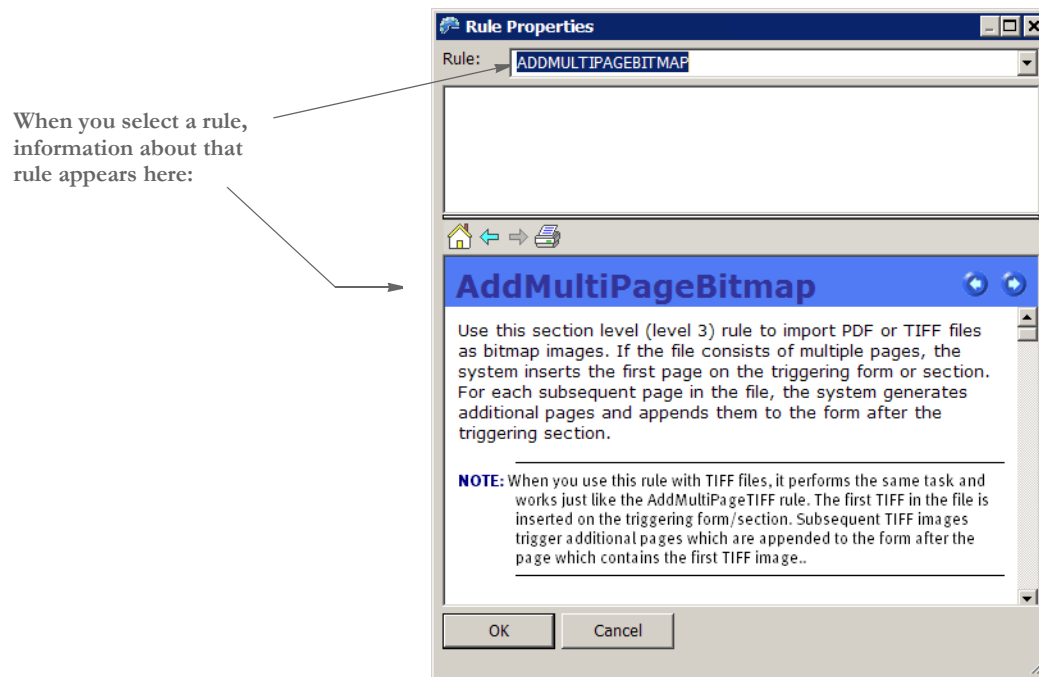 Rule Properties
Rule:
ADDMULTIPAGEBITMAP
When you select a rule,
information about that
rule appears here:
AddMultiPageBitmap
Use this section level (level 3) rule to import PDF or TIFF files
as bitmap images. If the file consists of multiple pages, the
system inserts the first page on the triggering form or section.
For each subsequent page in the file, the system generates
additional pages and appends them to the form after the
triggering section.
NOTE: When you use this rule with TIFF files, it performs the same task and
works just like the AddMultiPageTIFF rule. The first TIFF in the file is
inserted on the triggering form/section. Subsequent TIFF images
trigger additional pages which are appended to the form after the
page which contains the first TIFF image..
OK
Cancel